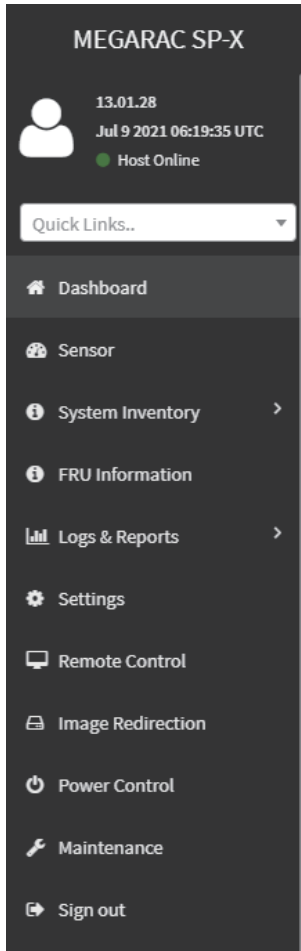 MEGARAC SP-X
13.01.28
Jul 9 2021 06:19:35 UTC
Host Online
Quick Links..
Dashboard
Sensor
System Inventory
FRU Information
Logs & Reports
Settings
Remote Control
Image Redirection
Power Control
Maintenance
Sign out